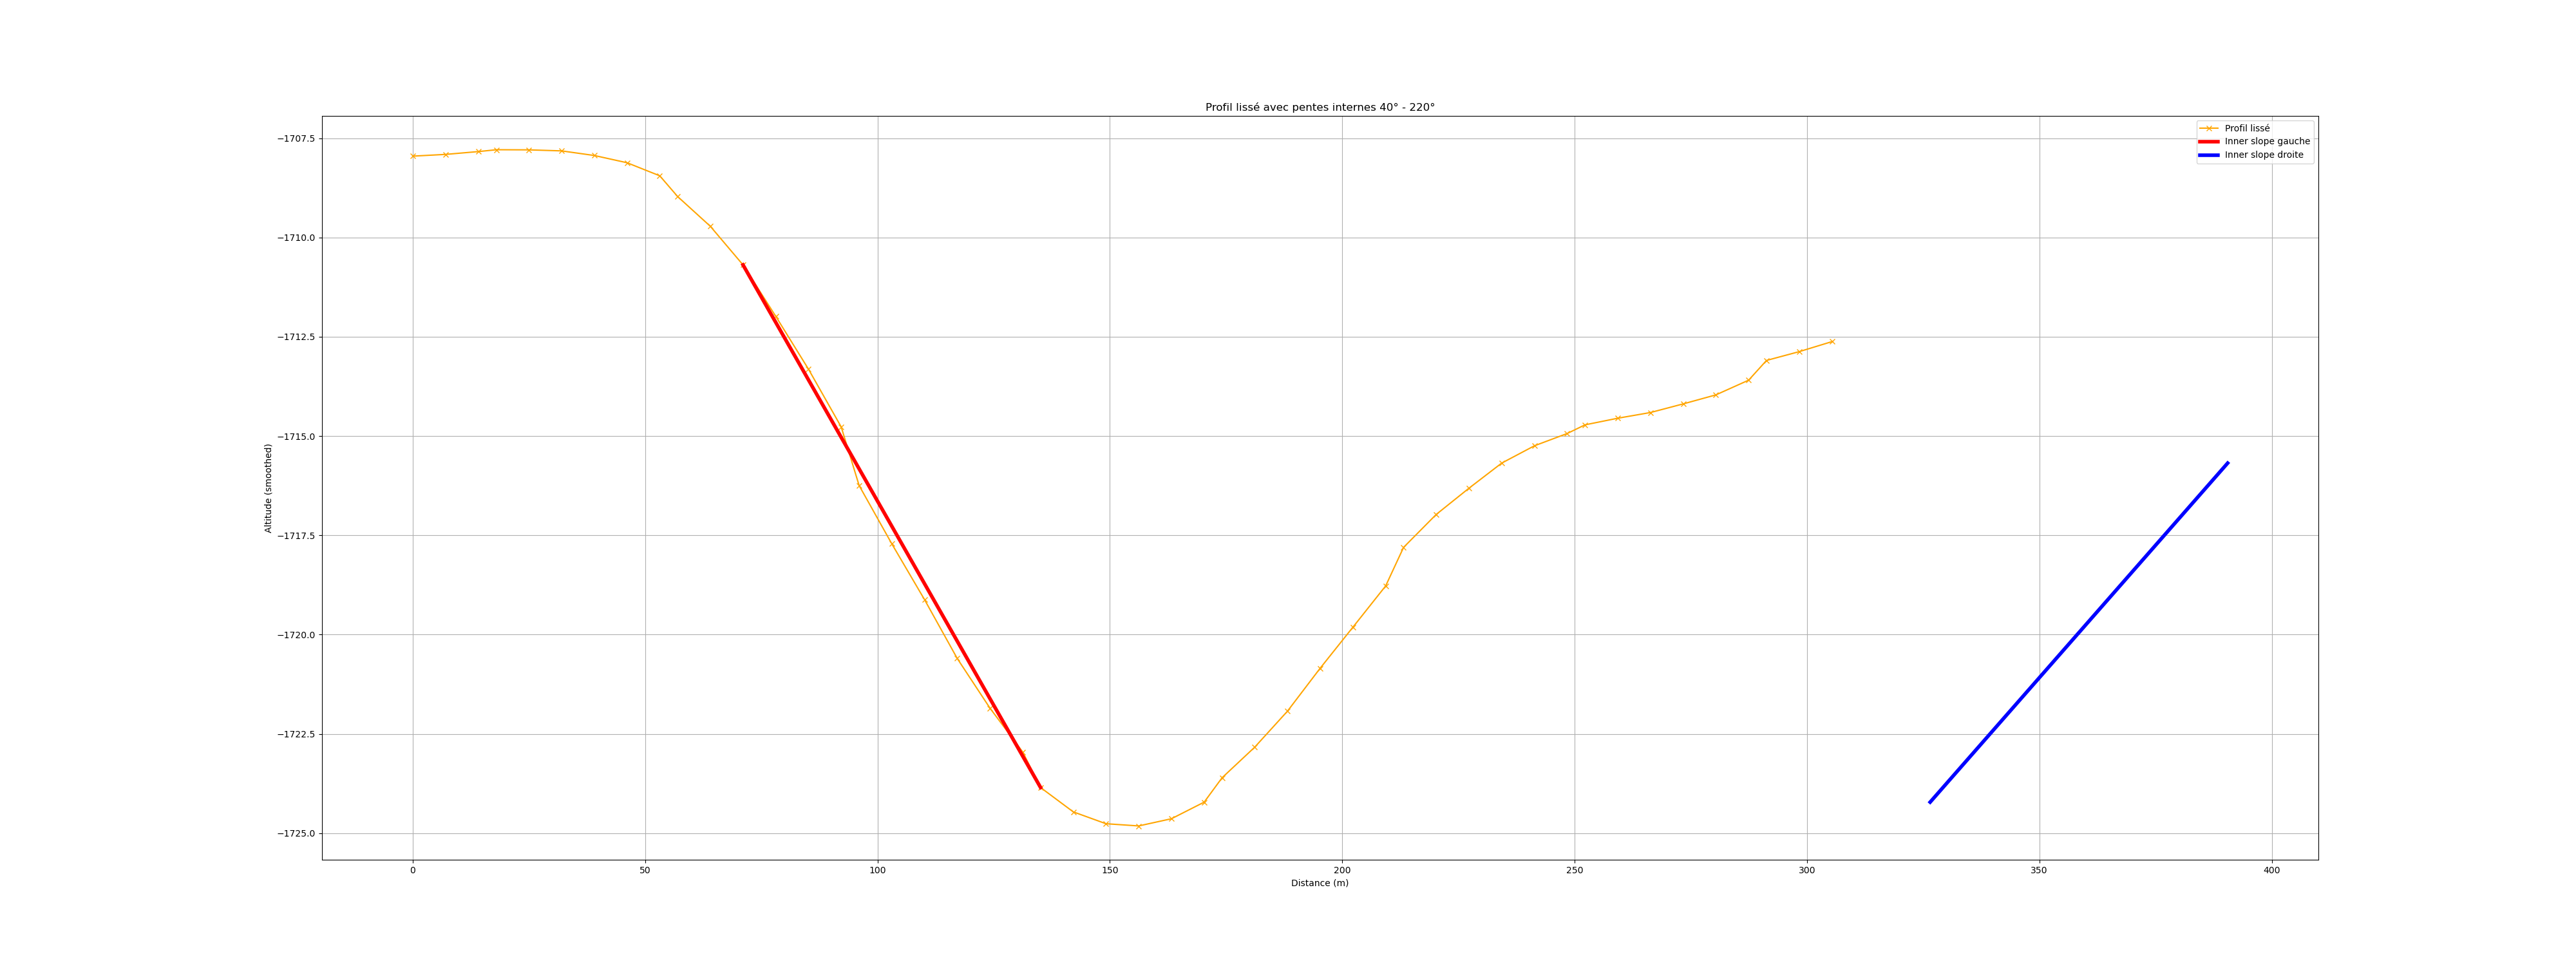 Profil lissé avec pentes internes 40° - 220°
Profil lissé
Inner slope gauche
Inner slope droite
Altitude (smoothed)
−1707.5
−1710.0
−1712.5
−1715.0
−1717.5
−1720.0
−1722.5
−1725.0
0 50 100 150 200 250 300 350 400
Distance (m)